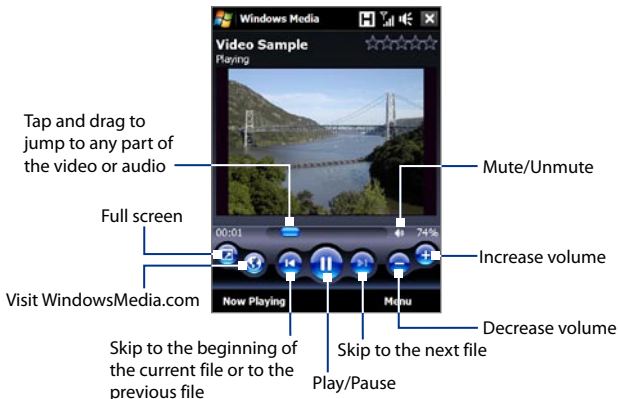 Windows Media
Video Sample
Playing
Tap and drag to
jump to any part of
the video or audio
Mute/Unmute
Full screen
00:01
74%
Increase volume
Visit WindowsMedia.com
Now Playing
Menu
Decrease volume
Skip to the beginning of
the current file or to the
previous file
Skip to the next file
Play/Pause